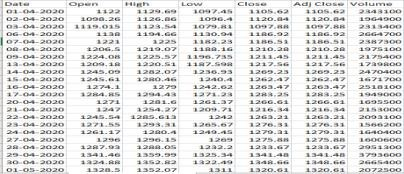 Date Open High Low Close Adj Close Volume
01-04-2020 1122 1129.69 1097.45 1105.62 1105.62 2343100
02-04-2020 1098.26 1126.86 1096.4 1120.84 1120.84 1964900
03-04-2020 1119.015 1123.54 1079.81 1097.88 1097.88 2313400
06-04-2020 1138 1194.66 1130.94 1186.92 1186.92 2664700
07-04-2020 1221 1225 1182.23 1186.51 1186.51 2387300
08-04-2020 1206.5 1219.07 1188.16 1210.28 1210.28 1975100
09-04-2020 1224.08 1225.57 1196.735 1211.45 1211.45 2175400
13-04-2020 1209.18 1220.51 1187.598 1217.56 1217.56 1739800
14-04-2020 1245.09 1282.07 1236.93 1269.23 1269.23 2470400
15-04-2020 1245.61 1280.46 1240.4 1262.47 1262.47 1671700
16-04-2020 1274.1 1279 1242.62 1263.47 1263.47 2518100
17-04-2020 1284.85 1294.43 1271.23 1283.25 1283.25 1949000
20-04-2020 1271 1281.6 1261.37 1266.61 1266.61 1695500
21-04-2020 1247 1254.27 1209.71 1216.34 1216.34 2153000
22-04-2020 1245.54 1285.613 1242 1263.21 1263.21 2093100
23-04-2020 1271.55 1293.31 1265.67 1276.31 1276.31 1566200
24-04-2020 1261.17 1280.4 1249.45 1279.31 1279.31 1640400
27-04-2020 1296 1296.15 1269 1275.88 1275.88 1600600
28-04-2020 1287.93 1288.05 1232.2 1233.67 1233.67 2951300
29-04-2020 1341.46 1359.99 1325.34 1341.48 1341.48 3793600
30-04-2020 1324.88 1352.82 1322.49 1348.66 1348.66 2665400
01-05-2020 1328.5 1352.07 1311 1320.61 1320.61 2072500